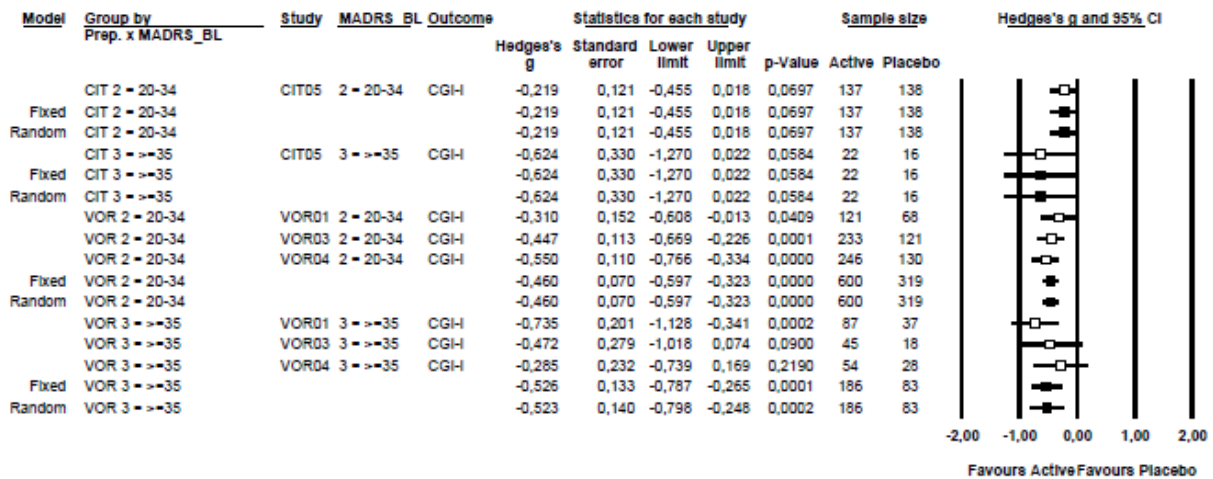 Model Group by Study MADRS_BL Outcome Statistics for each study Sample size Hedges's g and 95% CI
Prep. x MADRS_BL
Hedges's Standard Lower Upper
g error limit limit p-Value Active Placebo
CIT 2 = 20-34 CIT05 2 = 20-34 CGI-I -0,219 0,121 -0,455 0,018 0,0697 137 138
Fixed CIT 2 = 20-34 -0,219 0,121 -0,455 0,018 0,0697 137 138
Random CIT 2 = 20-34 -0,219 0,121 -0,455 0,018 0,0697 137 138
CIT 3 = >=35 CIT05 3 = >=35 CGI-I -0,624 0,330 -1,270 0,022 0,0584 22 16
Fixed CIT 3 = >=35 -0,624 0,330 -1,270 0,022 0,0584 22 16
Random CIT 3 = >=35 -0,624 0,330 -1,270 0,022 0,0584 22 16
VOR 2 = 20-34 VOR01 2 = 20-34 CGI-I -0,310 0,152 -0,608 -0,013 0,0409 121 68
VOR 2 = 20-34 VOR03 2 = 20-34 CGI-I -0,447 0,113 -0,669 -0,226 0,0001 233 121
VOR 2 = 20-34 VOR04 2 = 20-34 CGI-I -0,550 0,110 -0,766 -0,334 0,0000 246 130
Fixed VOR 2 = 20-34 -0,460 0,070 -0,597 -0,323 0,0000 600 319
Random VOR 2 = 20-34 -0,460 0,070 -0,597 -0,323 0,0000 600 319
VOR 3 = >=35 VOR01 3 = >=35 CGI-I -0,735 0,201 -1,128 -0,341 0,0002 87 37
VOR 3 = >=35 VOR03 3 = >=35 CGI-I -0,472 0,279 -1,018 0,074 0,0900 45 18
VOR 3 = >=35 VOR04 3 = >=35 CGI-I -0,285 0,232 -0,739 0,169 0,2190 54 28
Fixed VOR 3 = >=35 -0,526 0,133 -0,787 -0,265 0,0001 186 83
Random VOR 3 = >=35 -0,523 0,140 -0,798 -0,248 0,0002 186 83
-2,00 -1,00 0,00 1,00 2,00
Favours Active Favours Placebo